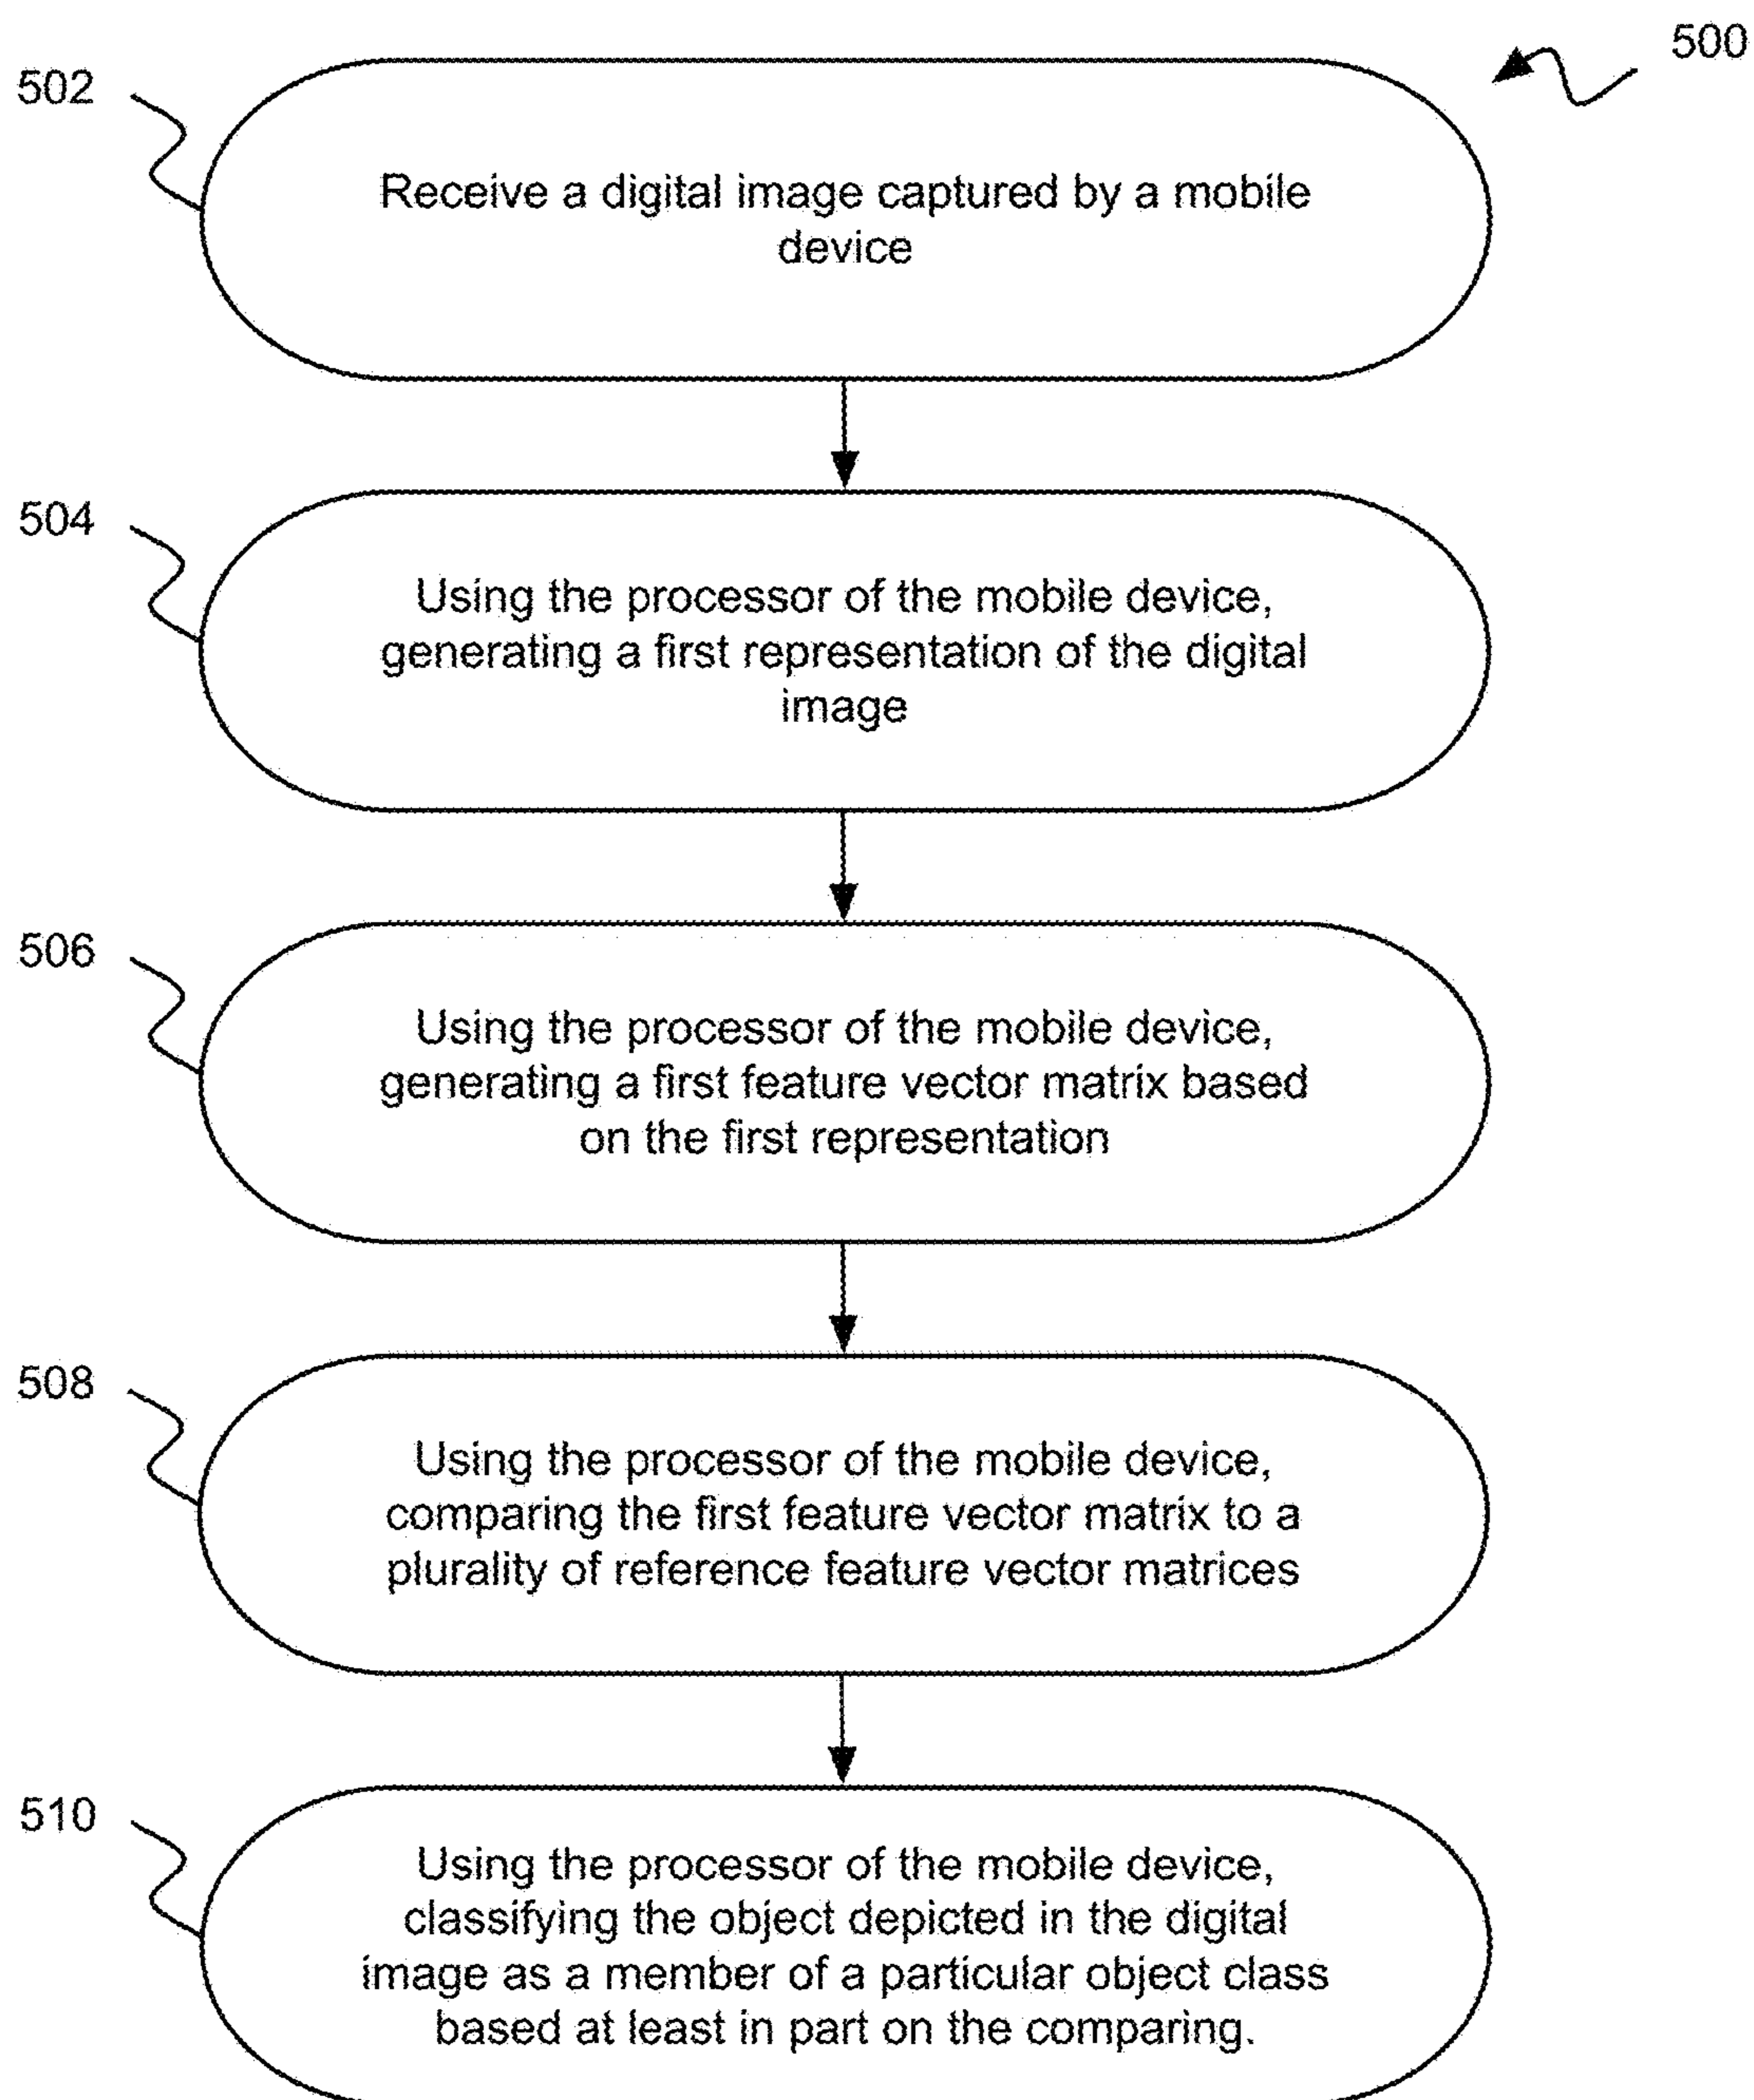 500
502
Receive a digital image captured by a mobile
device
504
Using the processor of the mobile device,
generating a first representation of the digital
image
506
Using the processor of the mobile device,
generating a first feature vector matrix based
on the first representation
508
Using the processor of the mobile device,
comparing the first feature vector matrix to a
plurality of reference feature vector matrices
510
Using the processor of the mobile device,
classifying the object depicted in the digital
image as a member of a particular object class
based at least in part on the comparing.